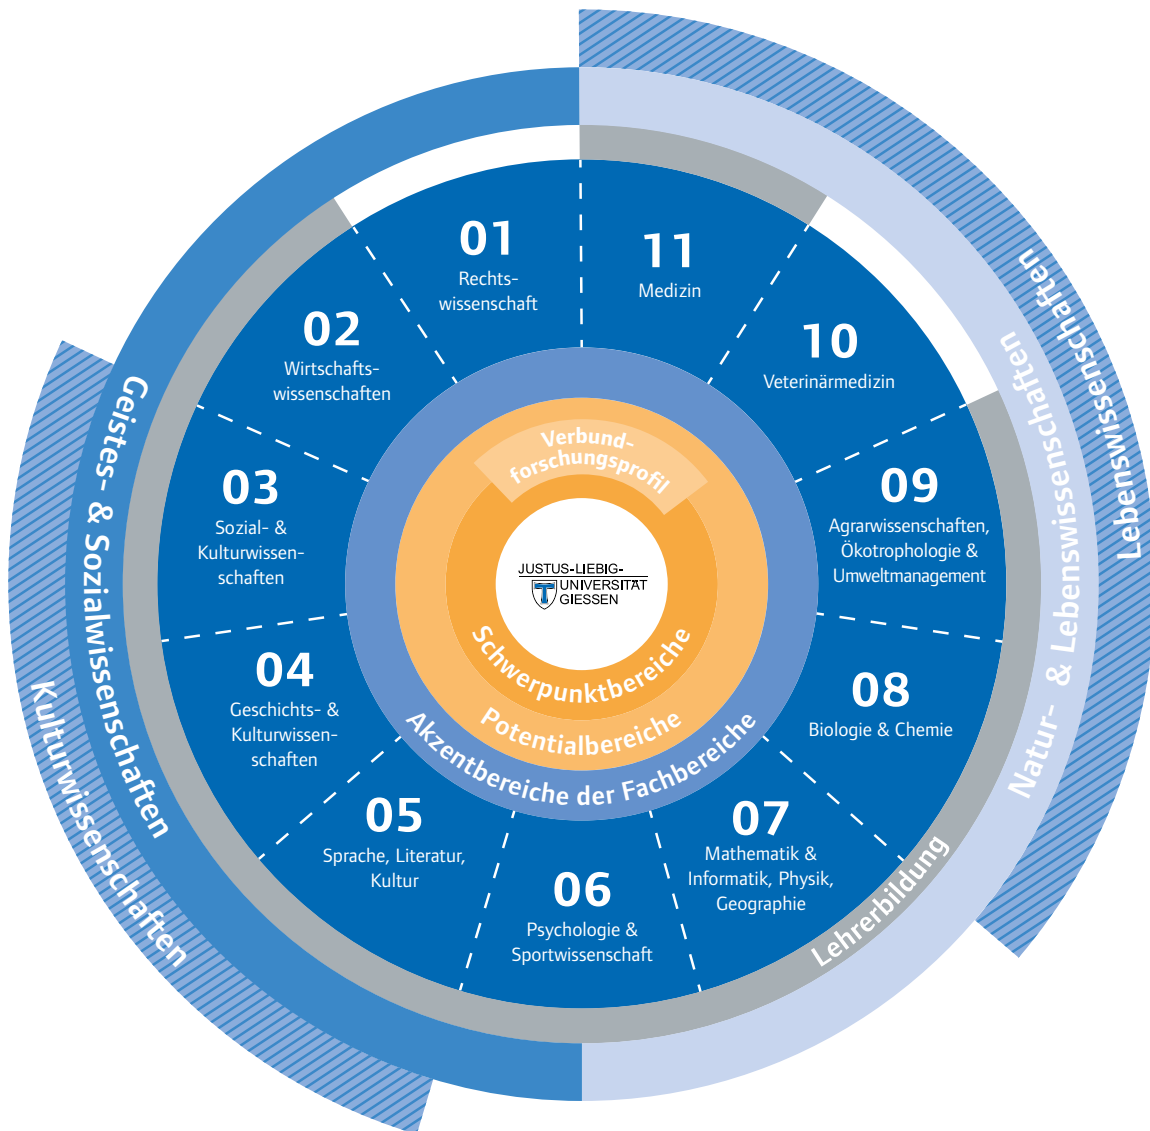 01
Rechts-
wissenschaft
02
Wirtschafts-
wissenschaften
03
Sozial- &
Kulturwissen-
schaften
04
Geschichts- &
Kulturwissen-
schaften
05
Sprache, Literatur,
Kultur
06
Psychologie &
Sportwissenschaft
07
Mathematik &
Informatik, Physik,
Geographie
08
Biologie & Chemie
09
Agrarwissenschaften,
Ökotrophologie &
Umweltmanagement
10
Veterinärmedizin
11
Medizin
Verbund-
forschungsprofil
JUSTUS-LIEBIG-
UNIVERSITÄT
GIESSEN
Schwerpunktbereiche
Potentialbereiche
Akzentbereiche der Fachbereiche
Lehrerbildung
Geistes- & Sozialwissenschaften
Kulturwissenschaften
Natur- & Lebenswissenschaften
Lebenswissenschaften